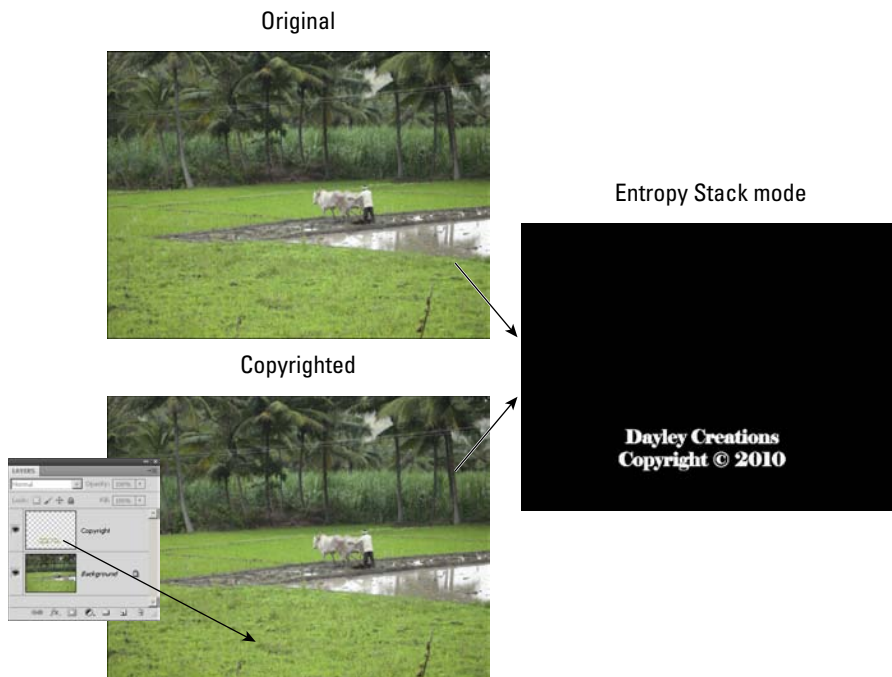 Original
Entropy Stack mode
Dayley Creations
Copyright © 2010
Copyrighted
LAYERS
Normal
Opacity: 100%
Lock:
Fill: 100%
Copyright
Background